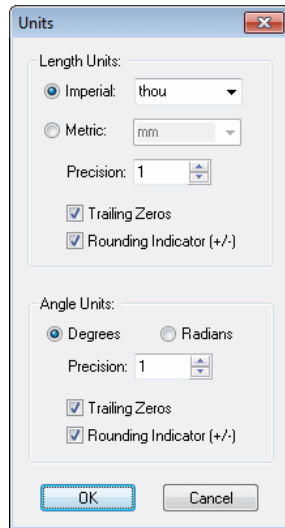 Units
Length Units:
Imperial: thou
Metric: mm
Precision: 1
Trailing Zeros
Rounding Indicator (+/-)
Angle Units:
Degrees Radians
Precision: 1
Trailing Zeros
Rounding Indicator (+/-)
OK Cancel